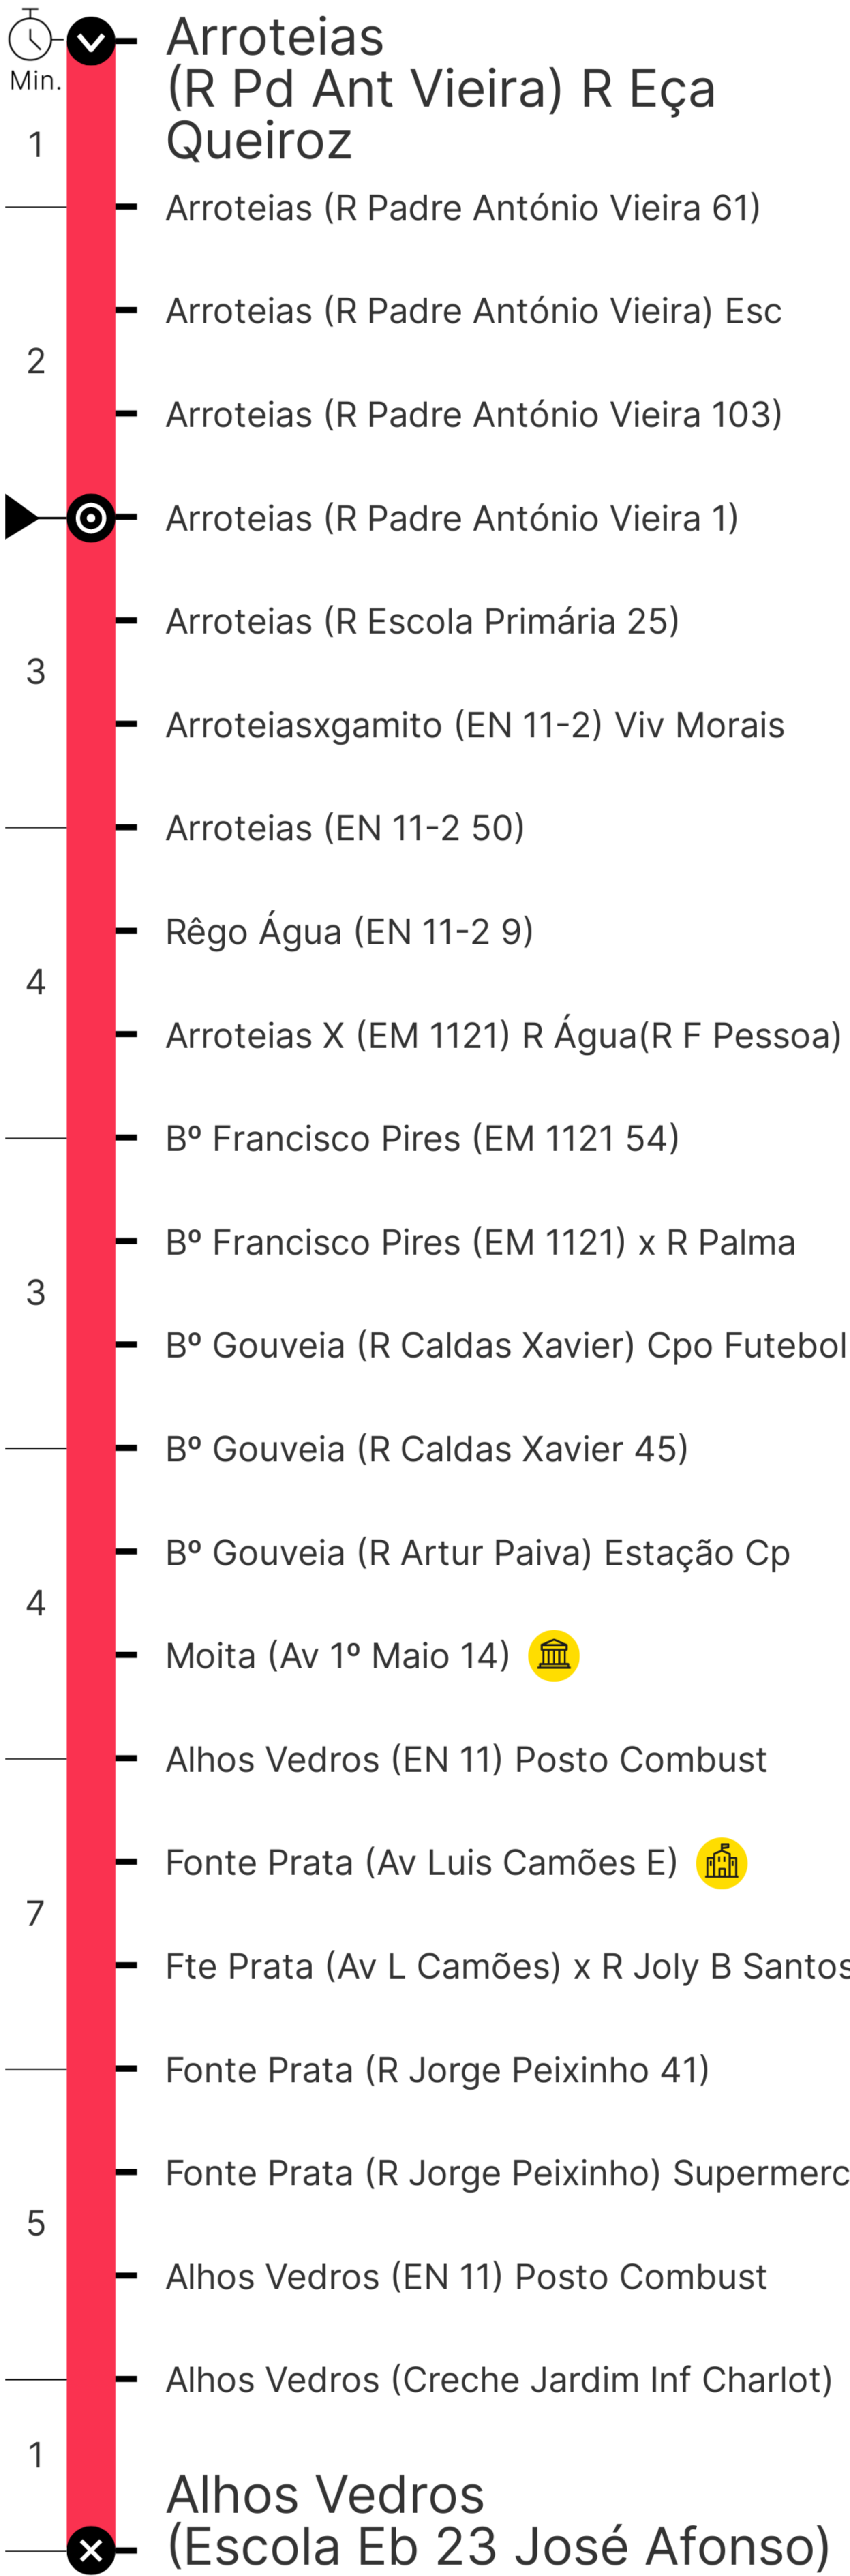 Min.
Arroteias
(R Pd Ant Vieira) R Eça
Queiroz
1
Arroteias (R Padre António Vieira 61)
Arroteias (R Padre António Vieira) Esc
2
Arroteias (R Padre António Vieira 103)
Arroteias (R Padre António Vieira 1)
Arroteias (R Escola Primária 25)
3
Arroteiasxgamito (EN 11-2) Viv Morais
Arroteias (EN 11-2 50)
Rêgo Água (EN 11-2 9)
4
Arroteias X (EM 1121) R Água(R F Pessoa)
Bº Francisco Pires (EM 1121 54)
Bº Francisco Pires (EM 1121) x R Palma
3
Bº Gouveia (R Caldas Xavier) Cpo Futebol
Bº Gouveia (R Caldas Xavier 45)
Bº Gouveia (R Artur Paiva) Estação Cp
4
Moita (Av 1º Maio 14)
Alhos Vedros (EN 11) Posto Combust
Fonte Prata (Av Luis Camões E)
7
Fte Prata (Av L Camões) x R Joly B Santos
Fonte Prata (R Jorge Peixinho 41)
Fonte Prata (R Jorge Peixinho) Supermerc
5
Alhos Vedros (EN 11) Posto Combust
Alhos Vedros (Creche Jardim Inf Charlot)
1
Alhos Vedros
(Escola Eb 23 José Afonso)